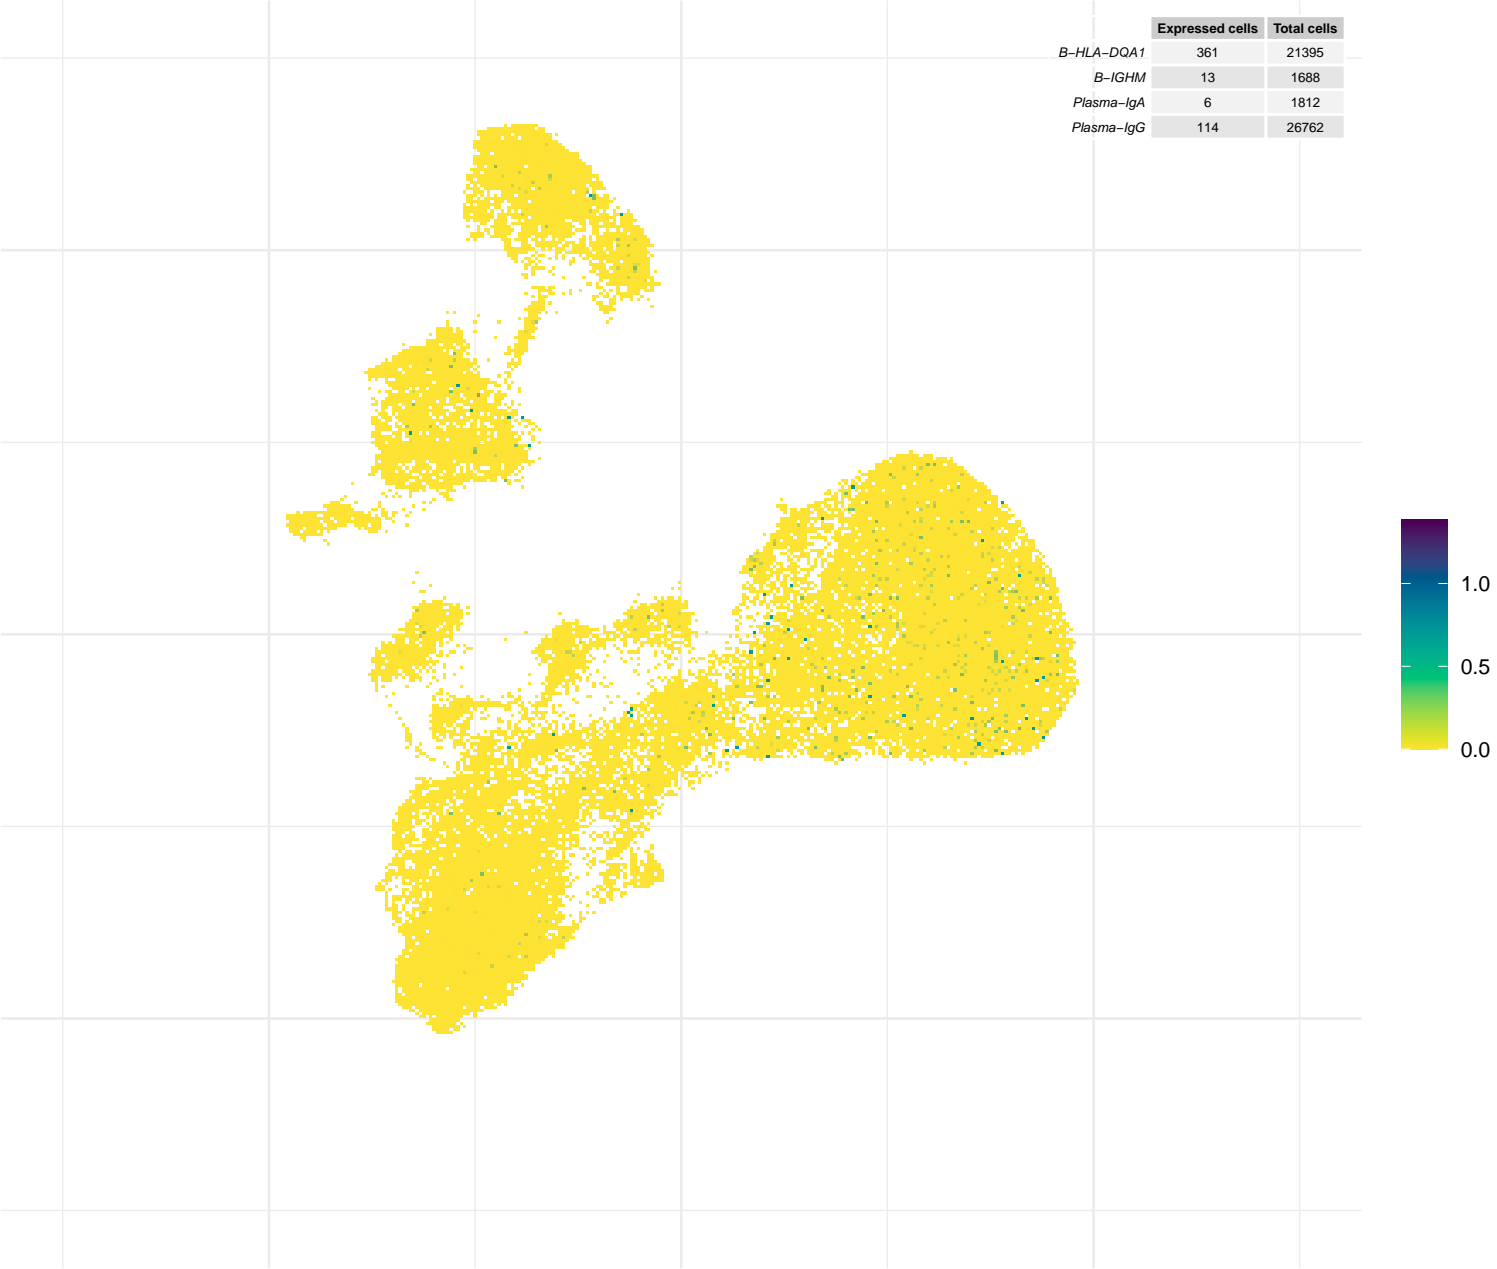 Expressed cells Total cells
B−HLA−DQA1 361 21395
B−IGHM 13 1688
Plasma−IgA 6 1812
Plasma−IgG 114 26762
1.0
0.5
0.0